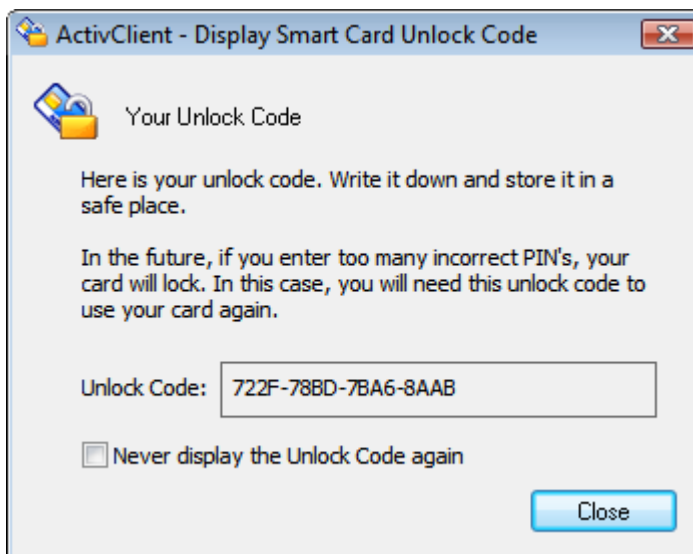 ActivClient - Display Smart Card Unlock Code
Your Unlock Code
Here is your unlock code. Write it down and store it in a
safe place.
In the future, if you enter too many incorrect PIN's, your
card will lock. In this case, you will need this unlock code to
use your card again.
Unlock Code: 722F-78BD-7BA6-8AAB
Never display the Unlock Code again
Close